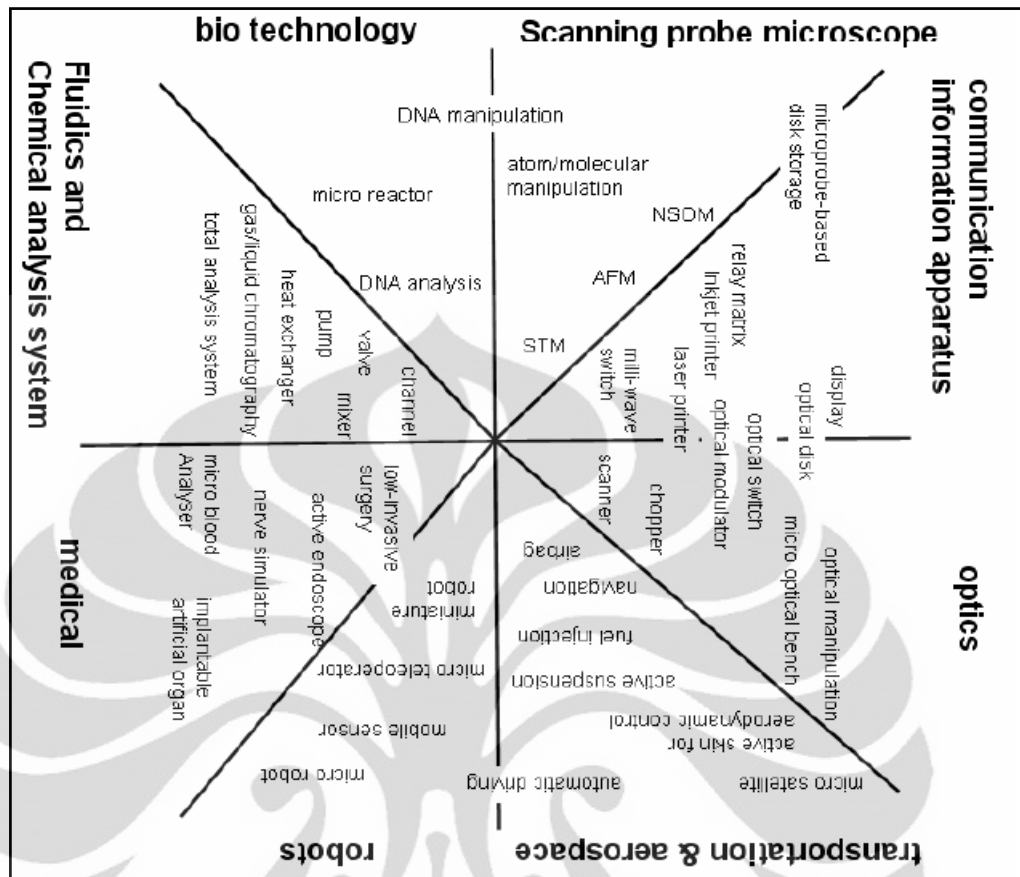 bio technology
Scanning probe microscope
DNA manipulation
micro reactor
DNA analysis
atom/molecular
manipulation
NSOM
AFM
STM
communication
information apparatus
microprobe-based
disk storage
relay matrix
Inkjet printer
laser printer
milli-wave
switch
display
optical disk
optical switch
optical modulator
optics
scanner
chopper
micro optical bench
optical manipulation
transportation & aerospace
airbag
navigation
fuel injection
active suspension
active skin for
aerodynamic control
micro satellite
automatic driving
robots
miniature
robot
micro teleoperator
mobile sensor
micro robot
medical
low-invasive
surgery
active endoscope
nerve simulator
micro blood
Analyser
implantable
artificial organ
Fluidics and
Chemical analysis system
total analysis system
gas/liquid chromatography
heat exchanger
pump
mixer
valve
channel